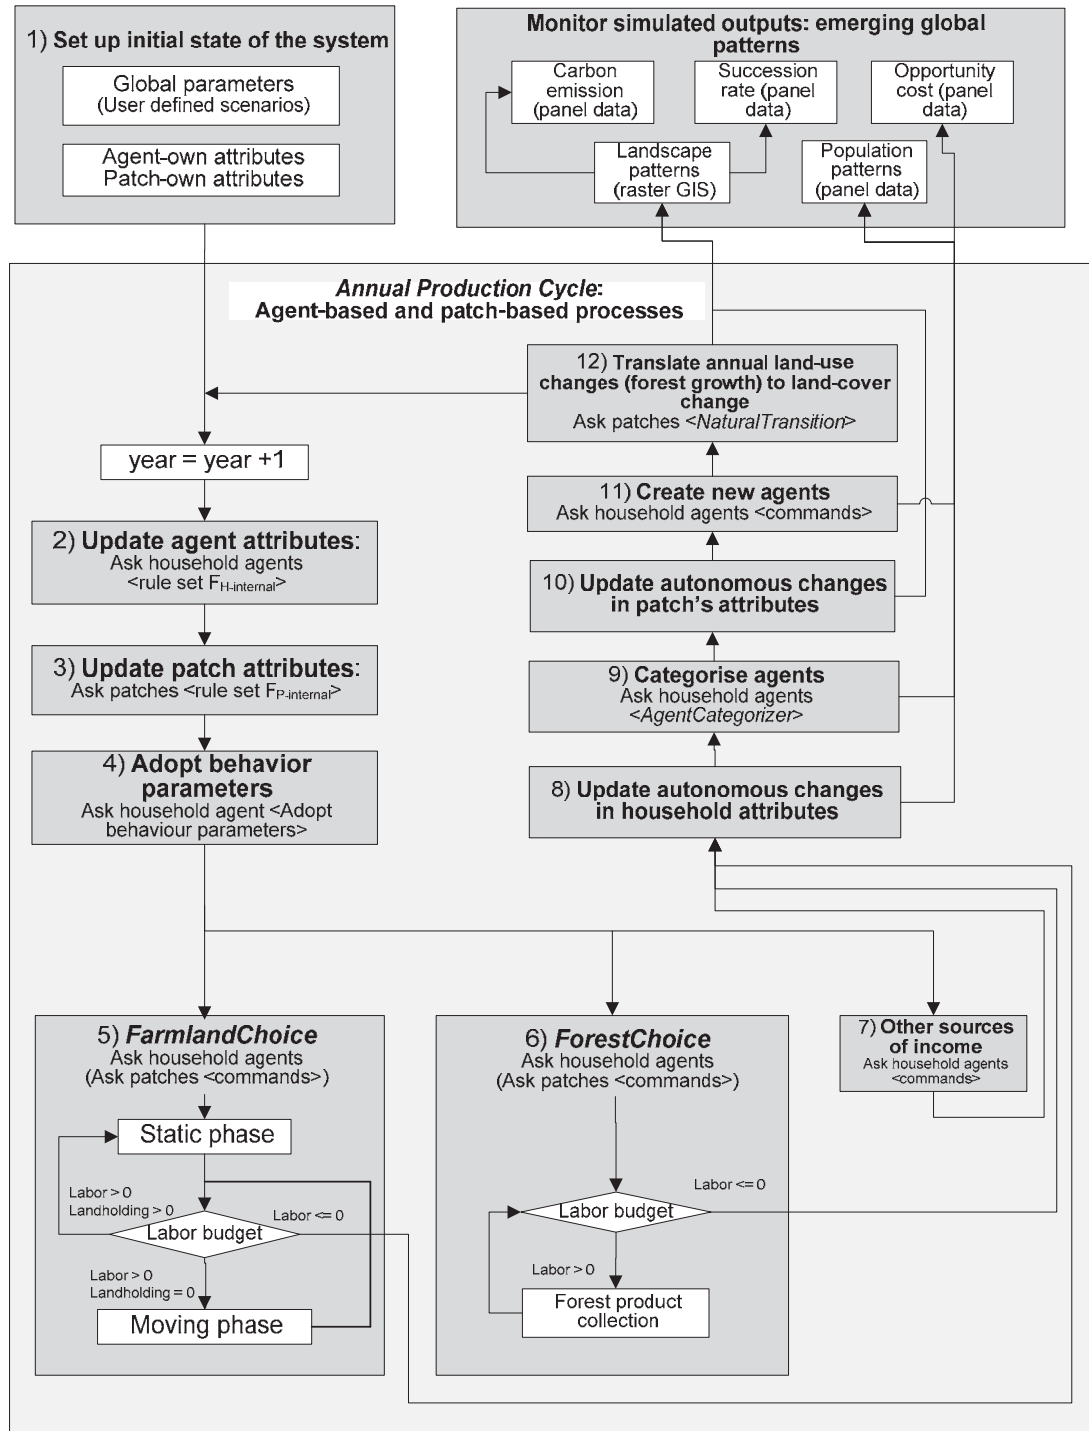 1) Set up initial state of the system
Global parameters
(User defined scenarios)
Agent-own attributes
Patch-own attributes
Monitor simulated outputs: emerging global
patterns
Carbon
emission
(panel data)
Succession
rate (panel
data)
Opportunity
cost (panel
data)
Landscape
patterns
(raster GIS)
Population
patterns
(panel data)
Annual Production Cycle:
Agent-based and patch-based processes
12) Translate annual land-use
changes (forest growth) to land-cover
change
Ask patches <NaturalTransition>
year = year +1
11) Create new agents
Ask household agents <commands>
2) Update agent attributes:
Ask household agents
<rule set FH-internal>
10) Update autonomous changes
in patch's attributes
3) Update patch attributes:
Ask patches <rule set FP-internal>
9) Categorise agents
Ask household agents
<AgentCategorizer>
4) Adopt behavior
parameters
Ask household agent <Adopt
behaviour parameters>
8) Update autonomous changes
in household attributes
5) FarmlandChoice
Ask household agents
(Ask patches <commands>)
Static phase
Labor > 0
Landholding > 0
Labor <= 0
Labor budget
Labor > 0
Landholding = 0
Moving phase
6) ForestChoice
Ask household agents
(Ask patches <commands>)
Labor <= 0
Labor budget
Labor > 0
Forest product
collection
7) Other sources
of income
Ask household agents
<commands>